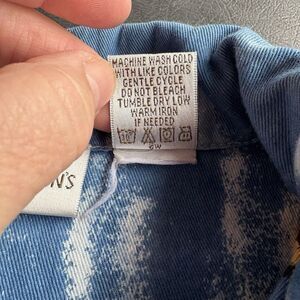 MACHINE WASH COLD
WITH LIKE COLORS
GENTLE CYCLE
DO NOT BLEACH
TUMBLE DRY LOW
WARM IRON
IF NEEDED